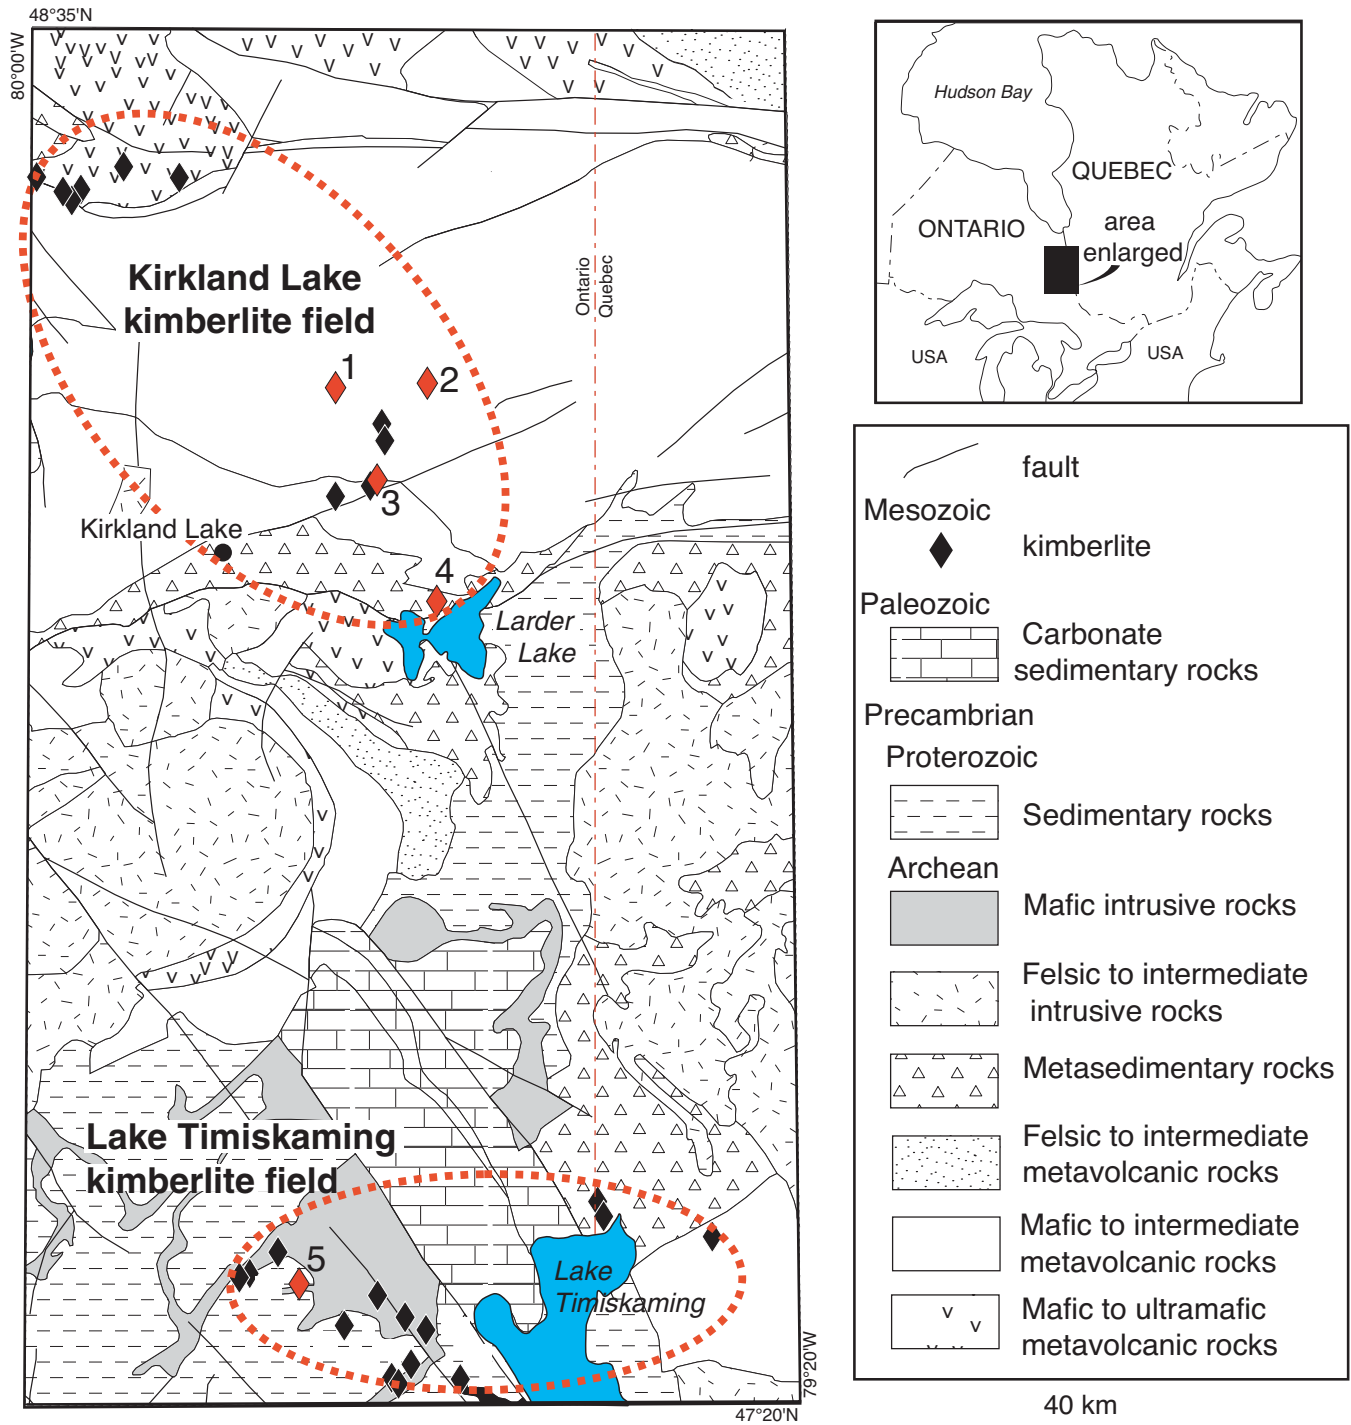 48°35'N
80°00'W
Kirkland Lake
kimberlite field
Ontario
Quebec
1
2
3
Kirkland Lake
4
Larder
Lake
Lake Timiskaming
kimberlite field
5
Lake
Timiskaming
79°20'W
47°20'N
Hudson Bay
QUEBEC
ONTARIO
area
enlarged
USA
USA
fault
Mesozoic
kimberlite
Paleozoic
Carbonate
sedimentary rocks
Precambrian
Proterozoic
Sedimentary rocks
Archean
Mafic intrusive rocks
Felsic to intermediate
intrusive rocks
Metasedimentary rocks
Felsic to intermediate
metavolcanic rocks
Mafic to intermediate
metavolcanic rocks
Mafic to ultramafic
metavolcanic rocks
40 km